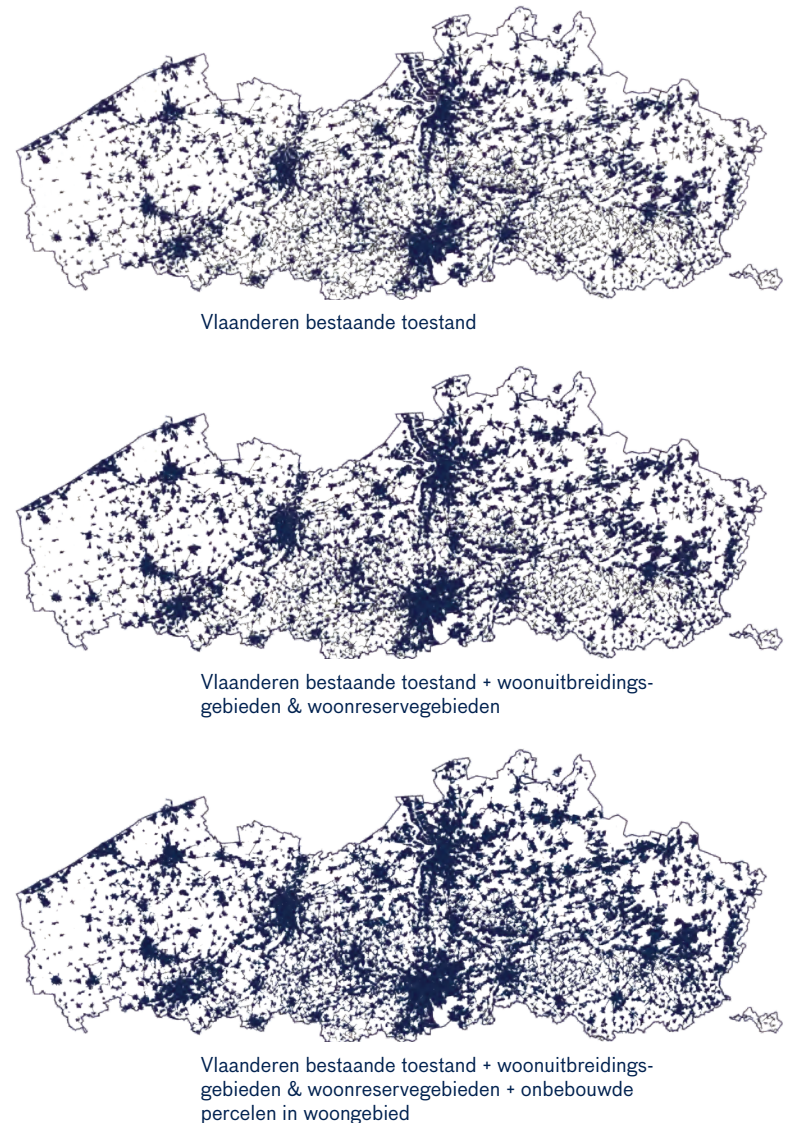 Vlaanderen bestaande toestand
Vlaanderen bestaande toestand + woonuitbreidings-
gebieden & woonreservegebieden
Vlaanderen bestaande toestand + woonuitbreidings-
gebieden & woonreservegebieden + onbebouwde
percelen in woongebied